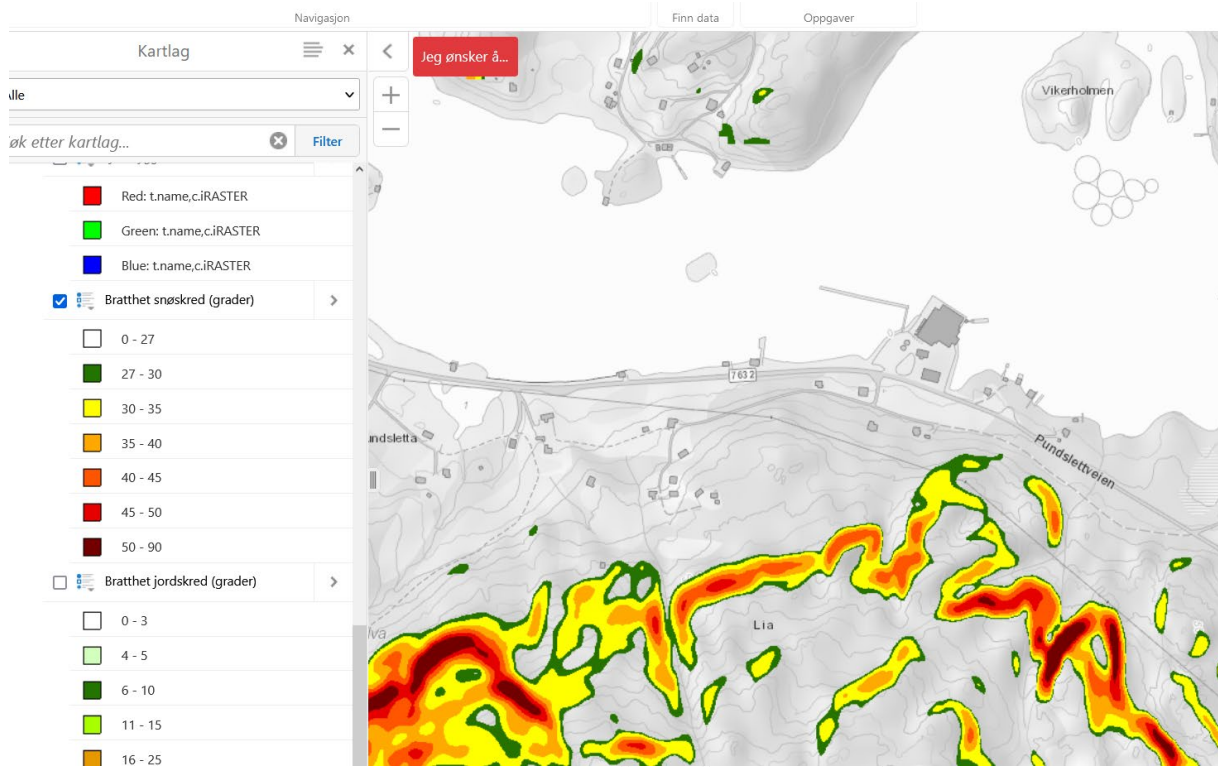 Navigasjon
Finn data
Oppgaver
Kartlag
Alle
øk etter kartlag...
Filter
Red: t.name,c.iRASTER
Green: t.name,c.iRASTER
Blue: t.name,c.iRASTER
Bratthet snøskred (grader)
0 - 27
27 - 30
30 - 35
35 - 40
40 - 45
45 - 50
50 - 90
Bratthet jordskred (grader)
0 - 3
4 - 5
6 - 10
11 - 15
- 25
Jeg ønsker å...
Vikerholmen
7632
undsletta
Pundslettveien
Lia
lva